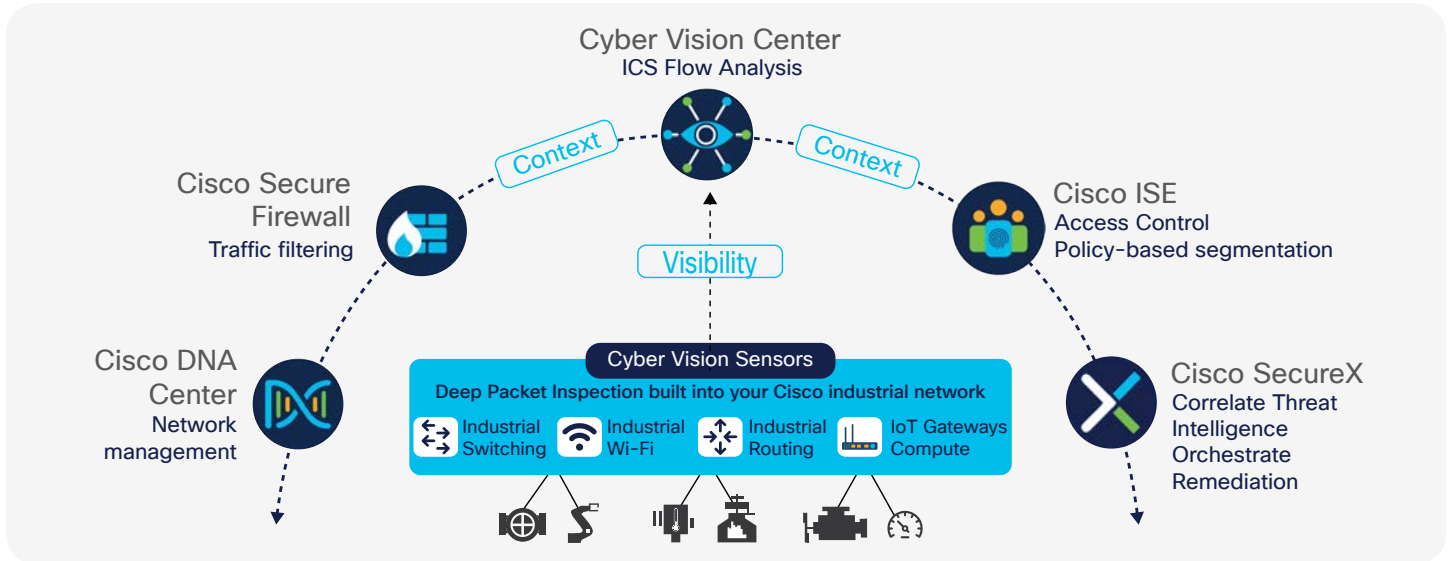 Cyber Vision Center
ICS Flow Analysis
Context
Context
Cisco Secure
Firewall
Traffic filtering
Visibility
Cisco ISE
Access Control
Policy-based segmentation
Cisco DNA
Center
Network
management
Cyber Vision Sensors
Deep Packet Inspection built into your Cisco industrial network
Industrial
Switching
Industrial
Wi-Fi
Industrial
Routing
IoT Gateways
Compute
Cisco SecureX
Correlate Threat
Intelligence
Orchestrate
Remediation